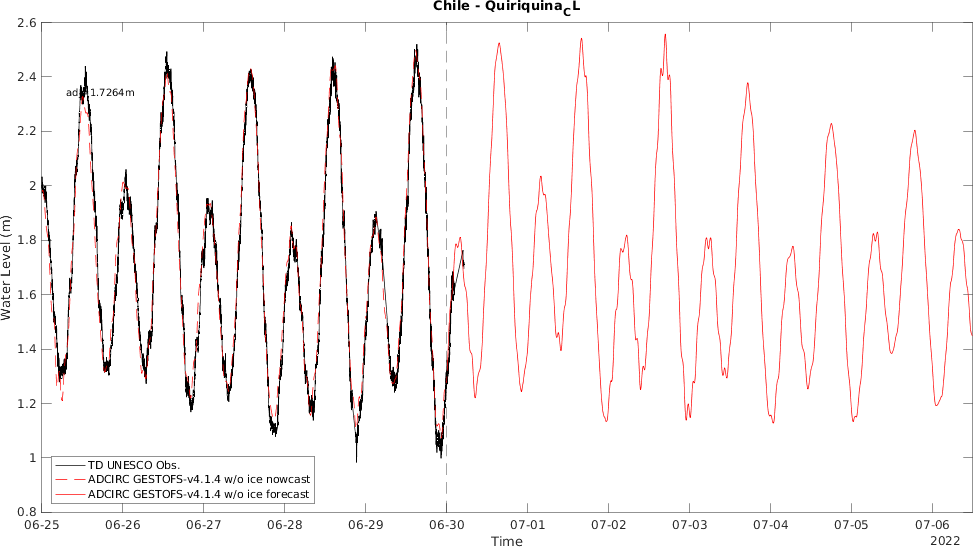 Chile - Quiriquina_CL
2.6
2.4
2.2
2
1.8
1.6
1.4
1.2
1
0.8
Water Level (m)
1.7264m
TD UNESCO Obs.
ADCIRC GESTOFS-v4.1.4 w/o ice nowcast
ADCIRC GESTOFS-v4.1.4 w/o ice forecast
06-25 06-26 06-27 06-28 06-29 06-30 07-01 07-02 07-03 07-04 07-05 07-06
Time
2022